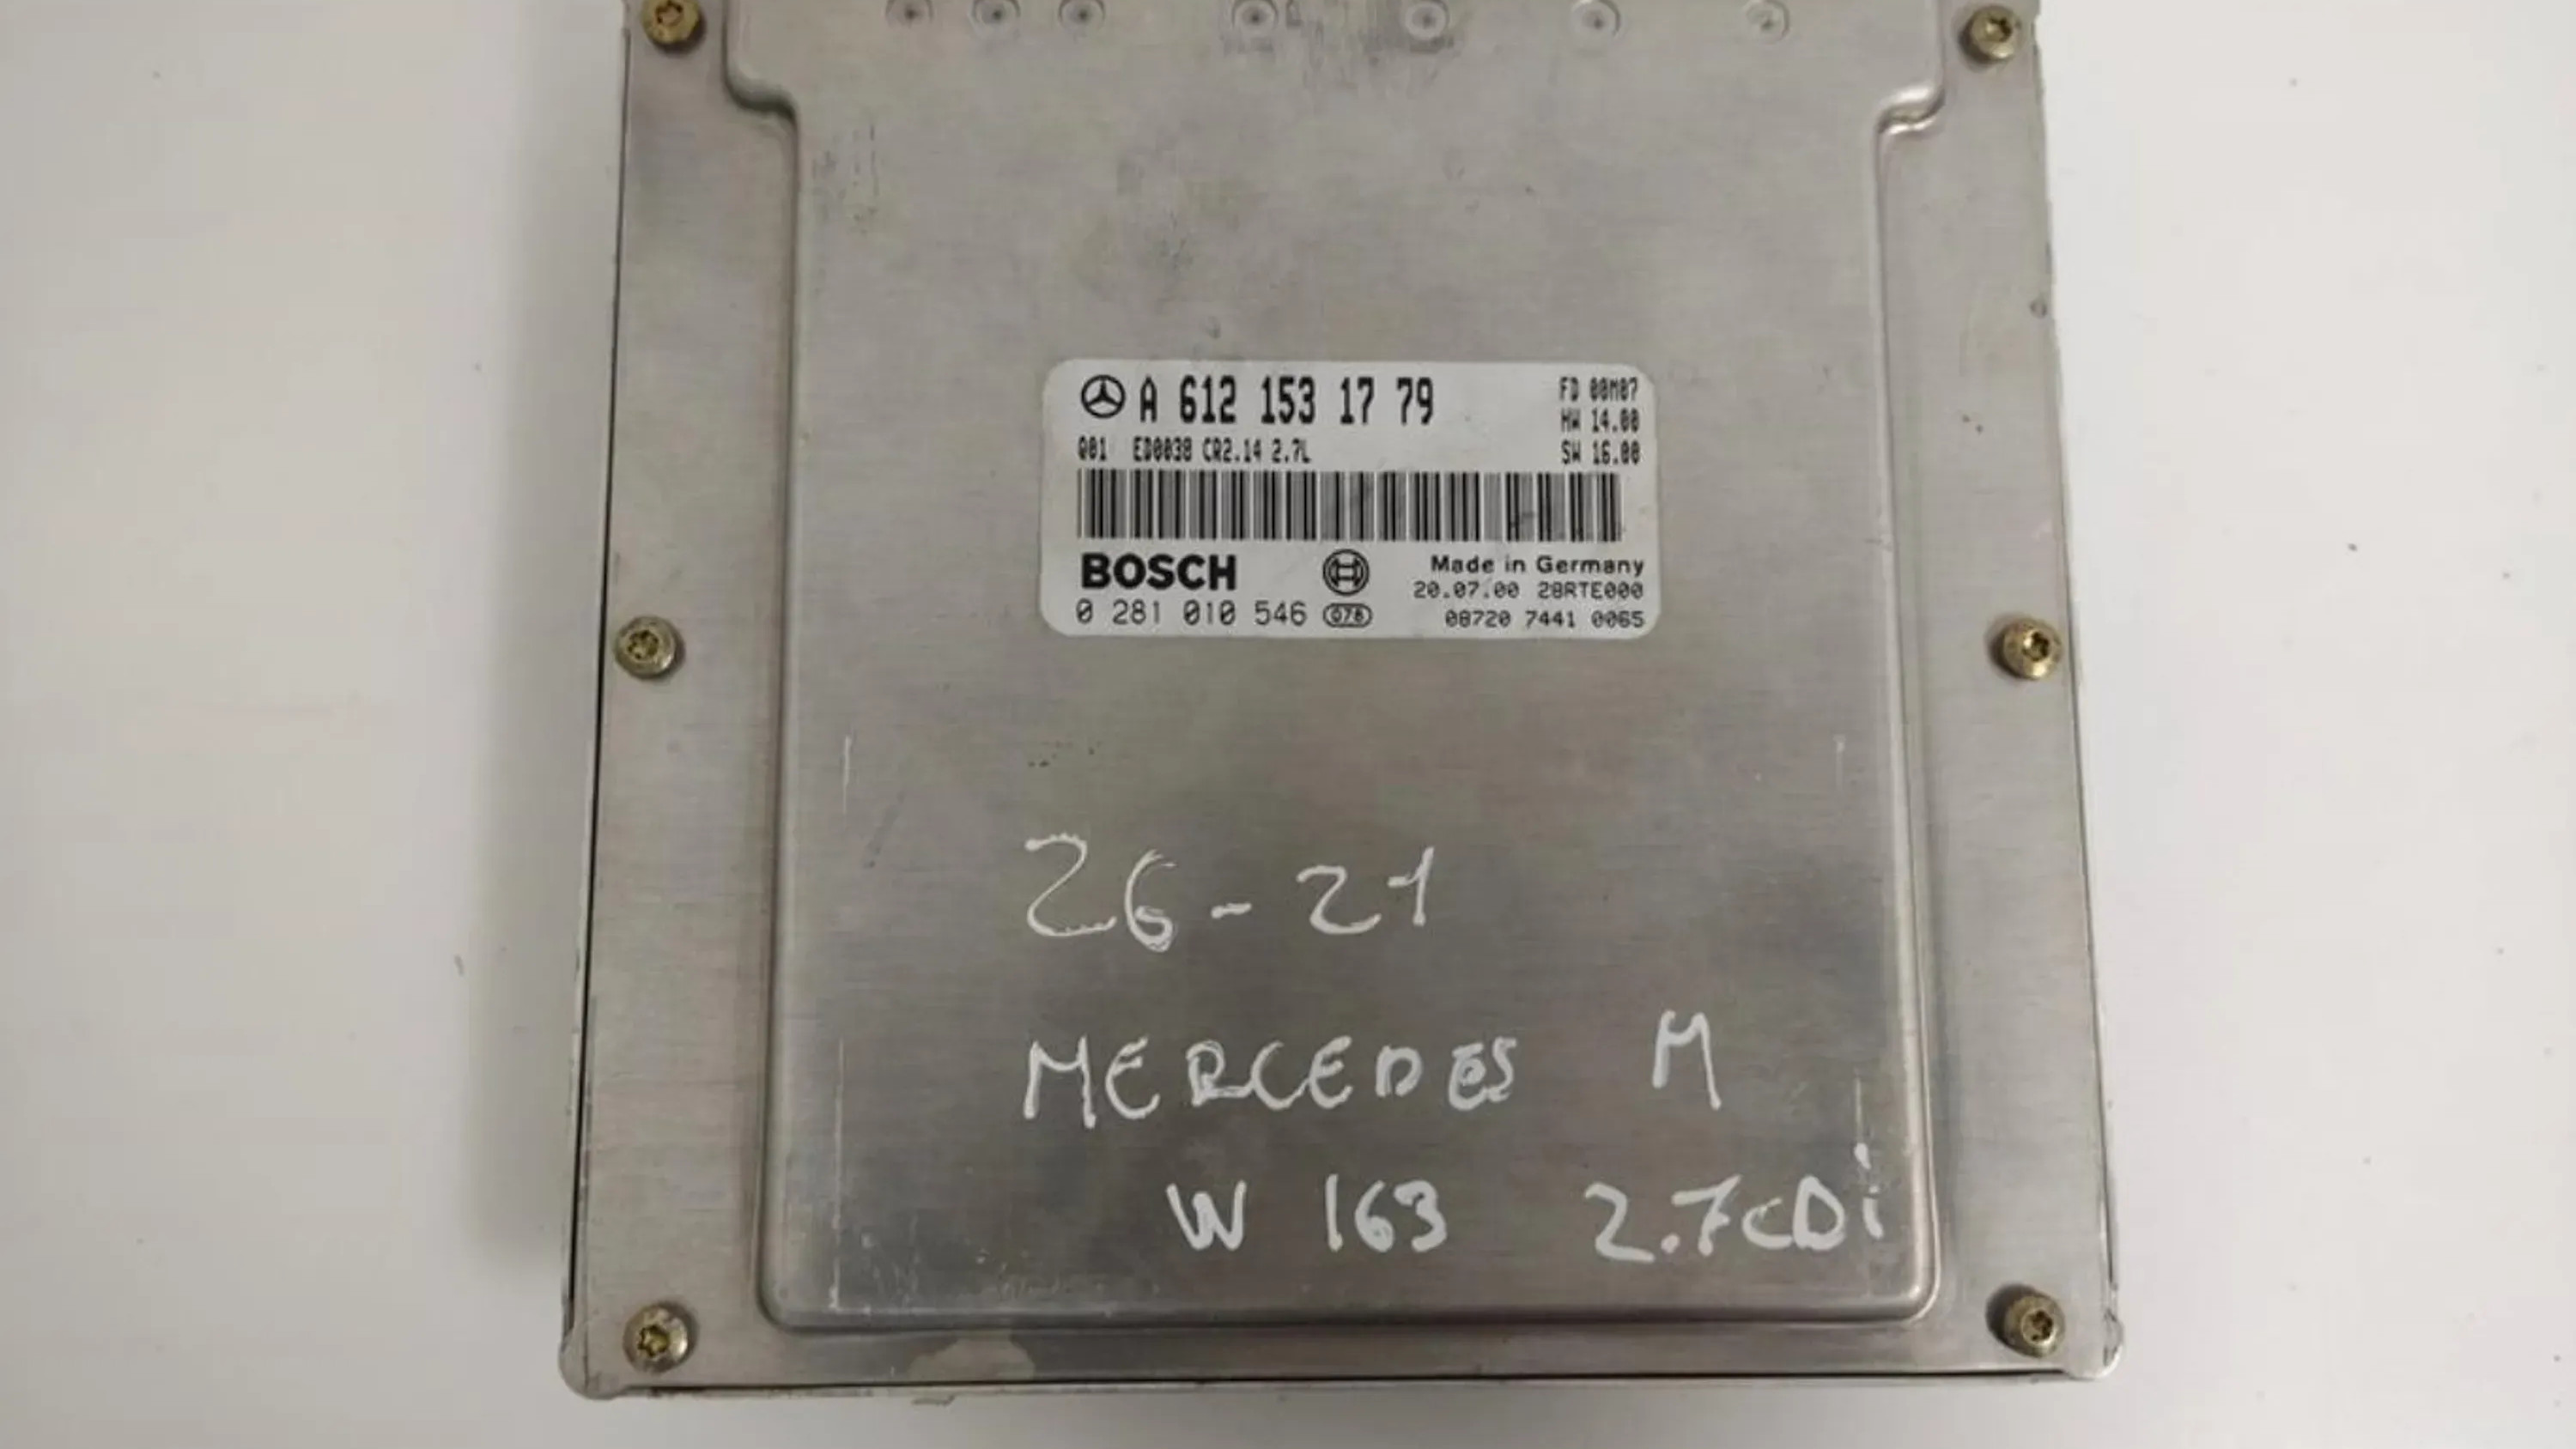 A 612 153 17 79
FD 00M07
HW 14.00
Q01 ED0038 CR2.14 2.7L
SW 16.00
BOSCH
Made in Germany
20.07.00 28RTE000
0 281 010 546 Q76
08720 7441 0065
26-21
MERCEDES M
W 163 2.7CDi